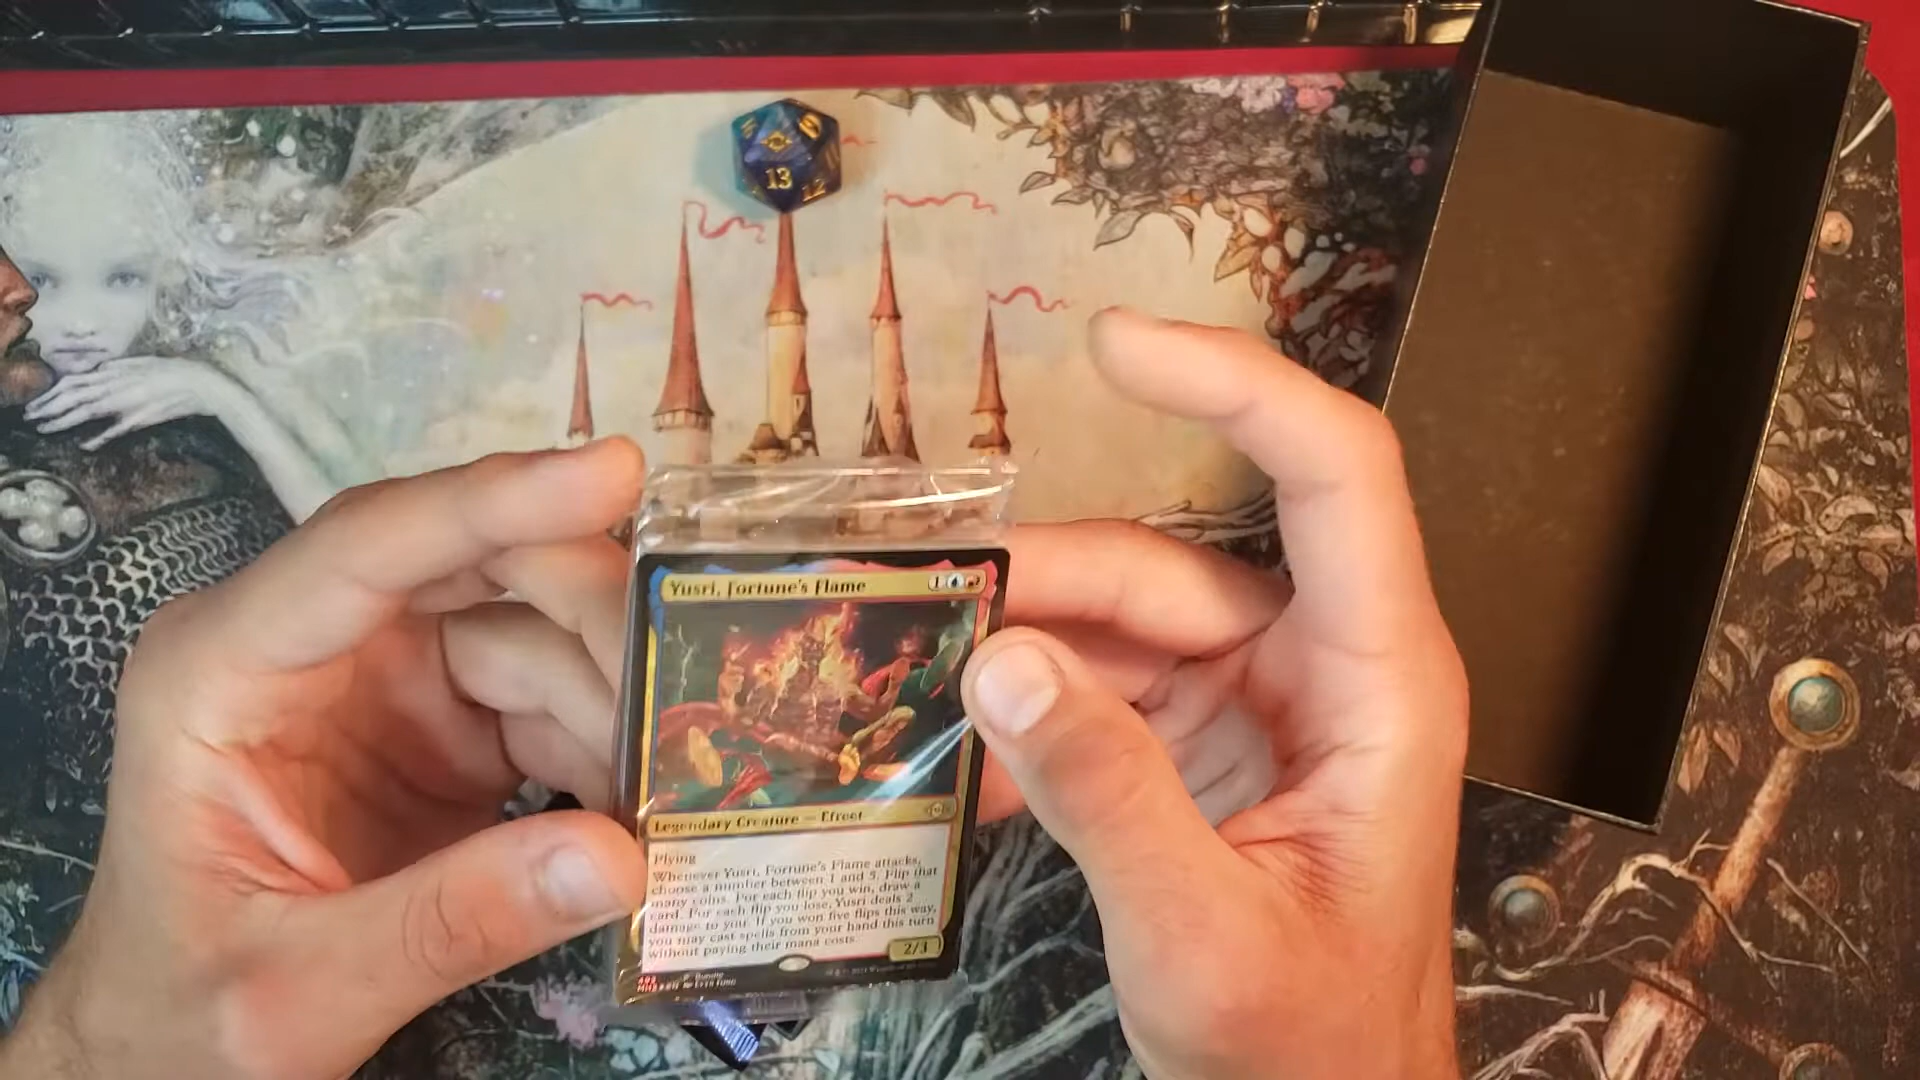 13
12
Yusri, Fortune's Flame 1
Legendary Creature — Efreet
Flying
Whenever Yusri, Fortune's Flame attacks,
choose a number between 1 and 5. Flip that
many coins. For each flip you win, draw a
card. For each flip you lose, Yusri deals 2
damage to you. If you won five flips this way,
you may cast spells from your hand this turn
without paying their mana costs.
2/3